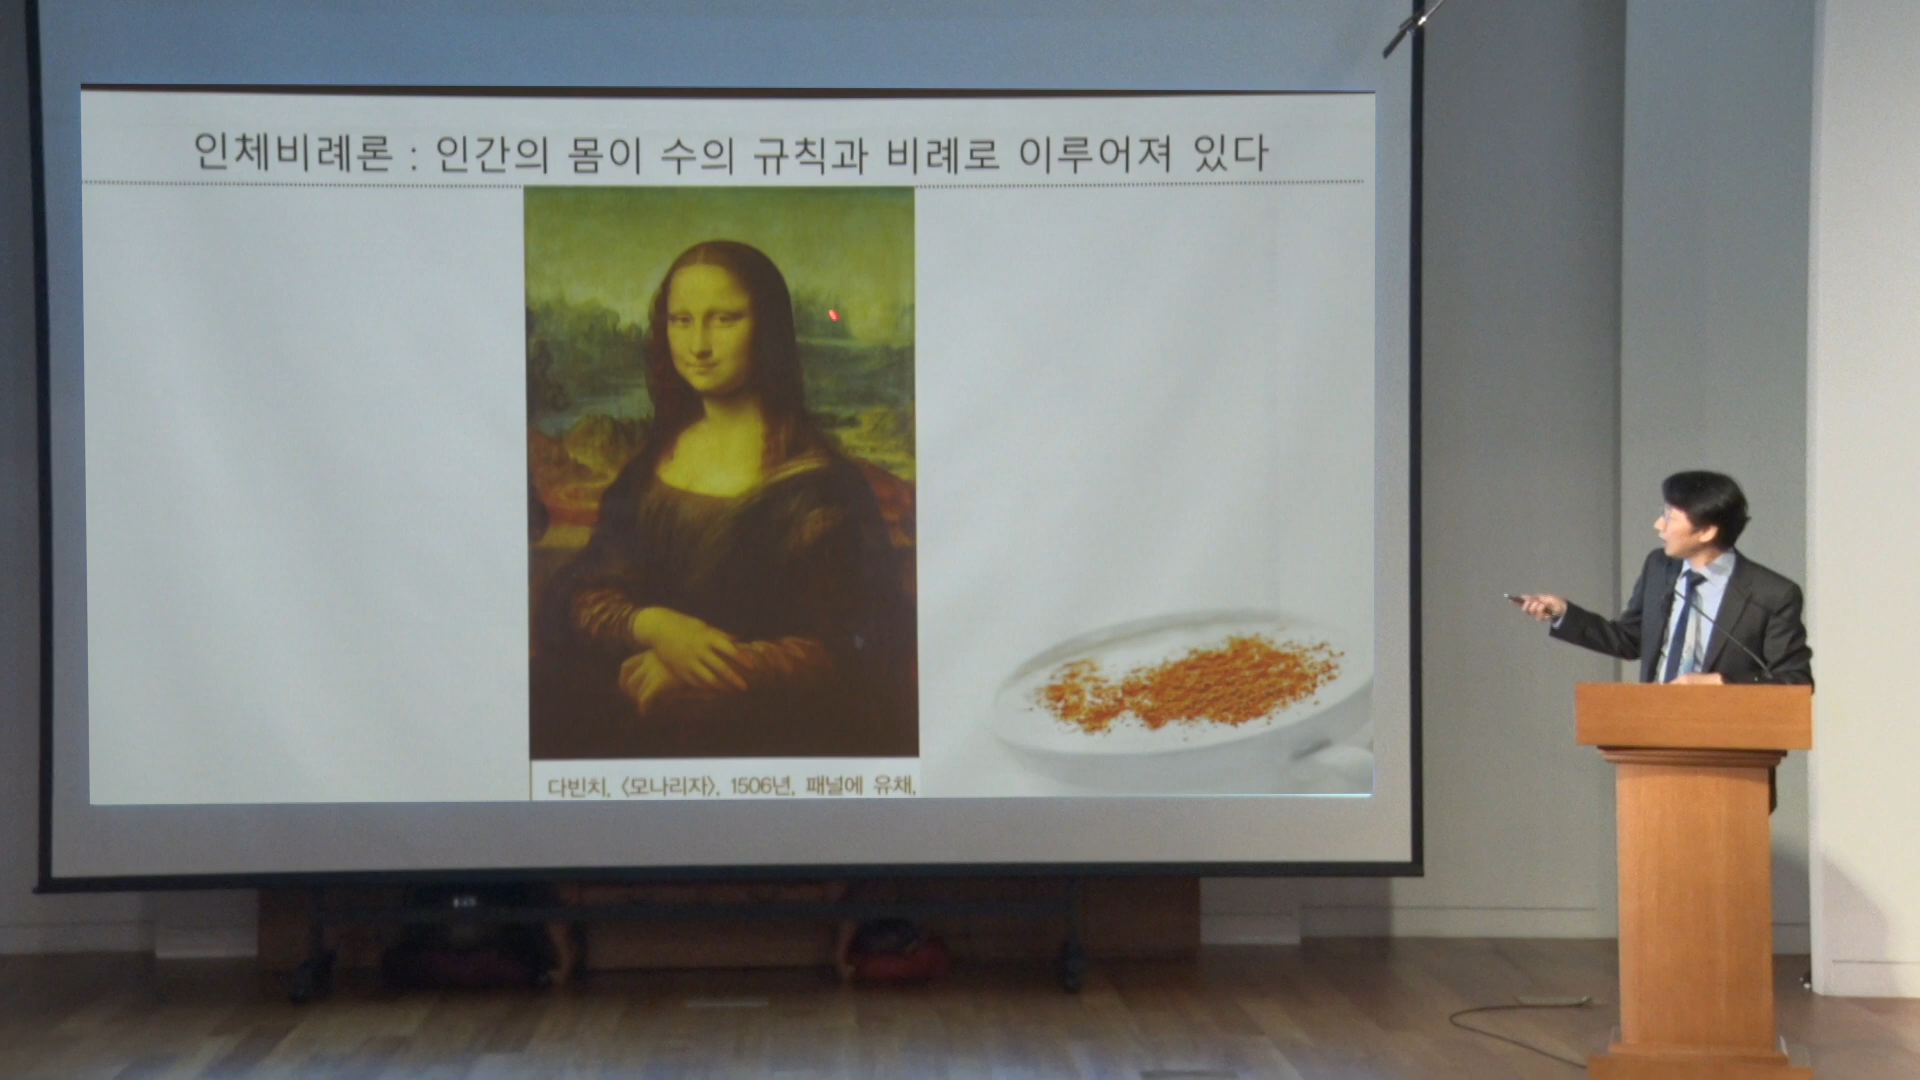 인체비례론 : 인간의 몸이 수의 규칙과 비례로 이루어져 있다
다빈치, 〈모나리자〉, 1506년, 패널에 유채,